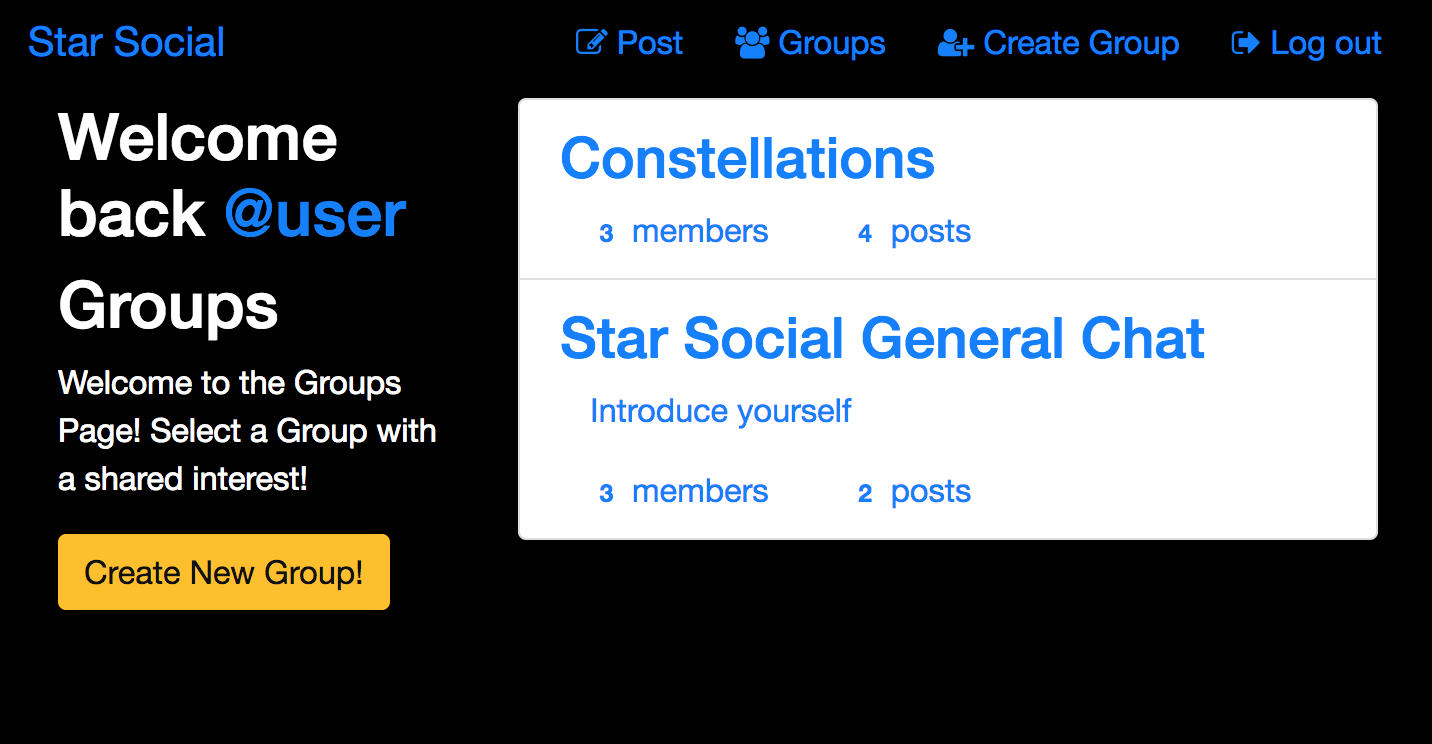 Star Social
Post
Groups
Create Group
Log out
Welcome
back @user
Groups
Welcome to the Groups
Page! Select a Group with
a shared interest!
Create New Group!
Constellations
3 members 4 posts
Star Social General Chat
Introduce yourself
3 members 2 posts